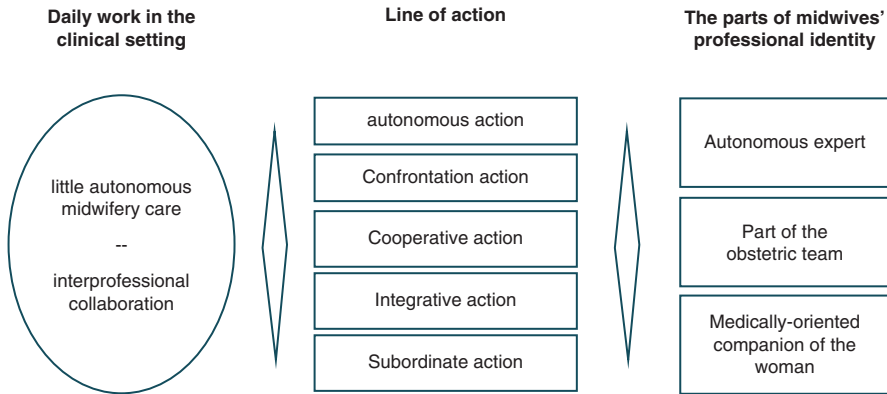 Daily work in the
clinical setting
Line of action
The parts of midwives’
professional identity
little autonomous
midwifery care
--
interprofessional
collaboration
autonomous action
Confrontation action
Cooperative action
Integrative action
Subordinate action
Autonomous expert
Part of the
obstetric team
Medically-oriented
companion of the
woman